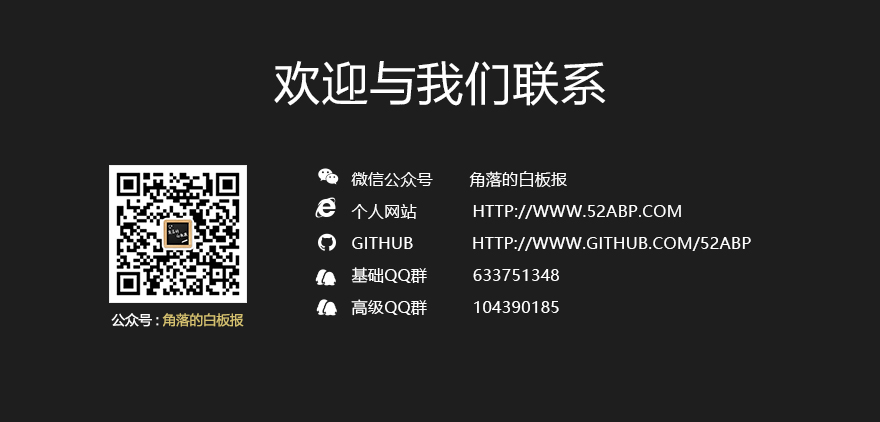 欢迎与我们联系
微信公众号 角落的白板报
个人网站 HTTP://WWW.52ABP.COM
GITHUB HTTP://WWW.GITHUB.COM/52ABP
基础QQ群 633751348
高级QQ群 104390185
公众号 : 角落的白板报